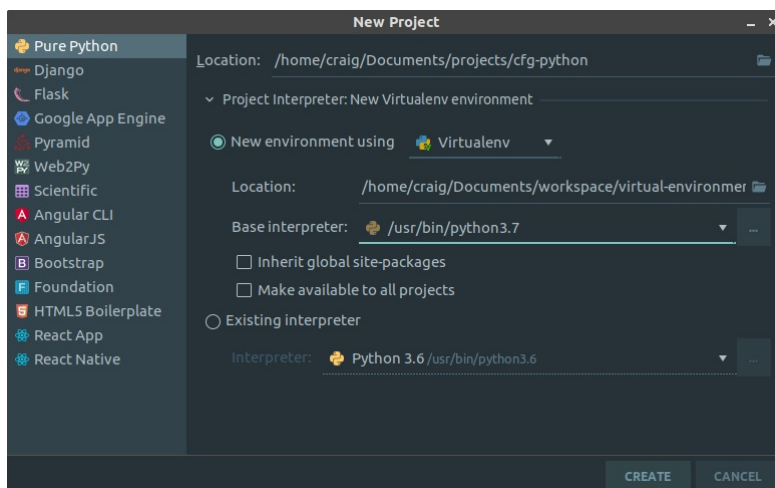 New Project
Pure Python
Django
Flask
Google App Engine
Pyramid
Web2Py
Scientific
Angular CLI
AngularJS
Bootstrap
Foundation
HTML5 Boilerplate
React App
React Native
Location: /home/craig/Documents/projects/cfg-python
Project Interpreter: New Virtualenv environment
New environment using Virtualenv
Location: /home/craig/Documents/workspace/virtual-environmer
Base interpreter: /usr/bin/python3.7
...
Inherit global site-packages
Make available to all projects
Existing interpreter
Interpreter: Python 3.6 /usr/bin/python3.6
...
CREATE CANCEL